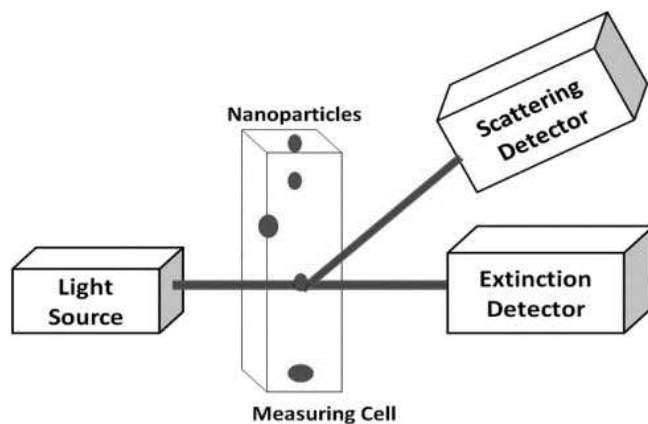 Nanoparticles
Scattering
Detector
Light
Source
Extinction
Detector
Measuring Cell